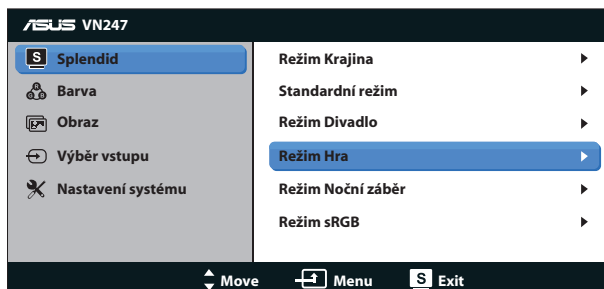 ASUS VN247
S Splendid
Barva
Obraz
Výběr vstupu
Nastavení systému
Režim Krajina
Standardní režim
Režim Divadlo
Režim Hra
Režim Noční záběr
Režim sRGB
Move Menu S Exit